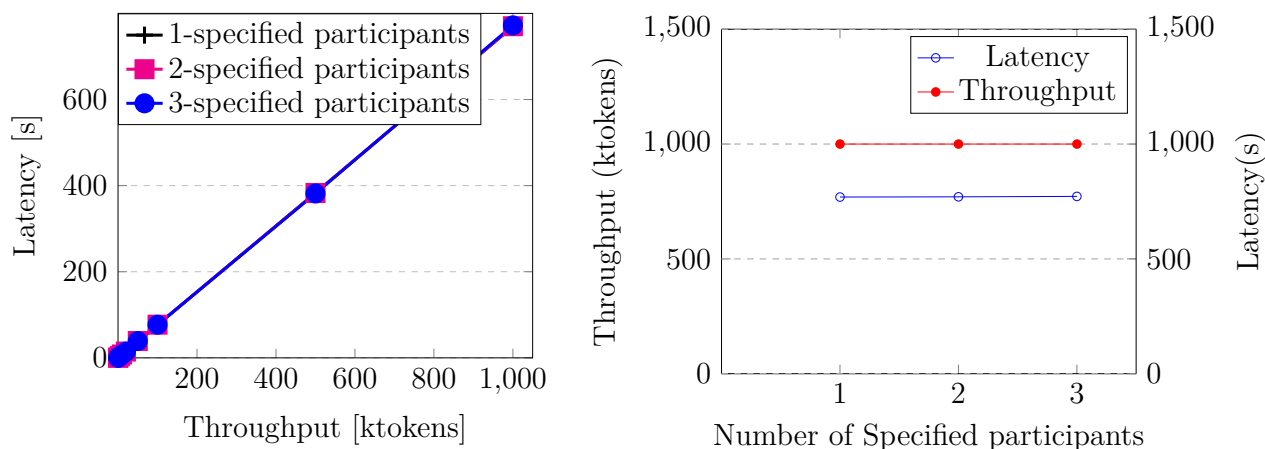 1-specified participants
2-specified participants
3-specified participants
Latency [s]
600
400
200
0
200
400
600
800
1,000
Throughput [ktokens]
Latency
Throughput
Throughput (ktokens)
1,500
1,000
500
0
1
2
3
1,500
1,000
500
0
Latency(s)
Number of Specified participants